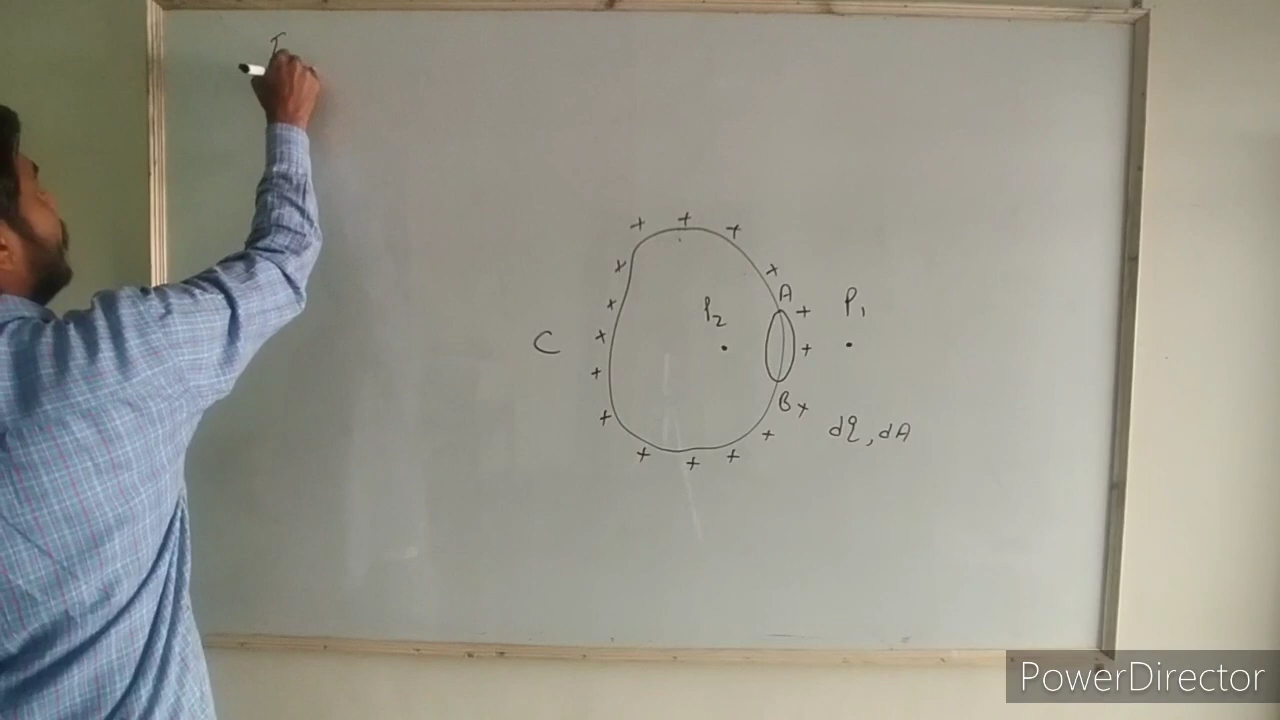 I
A
P₂
P₁
C
B
dq, dA
PowerDirector